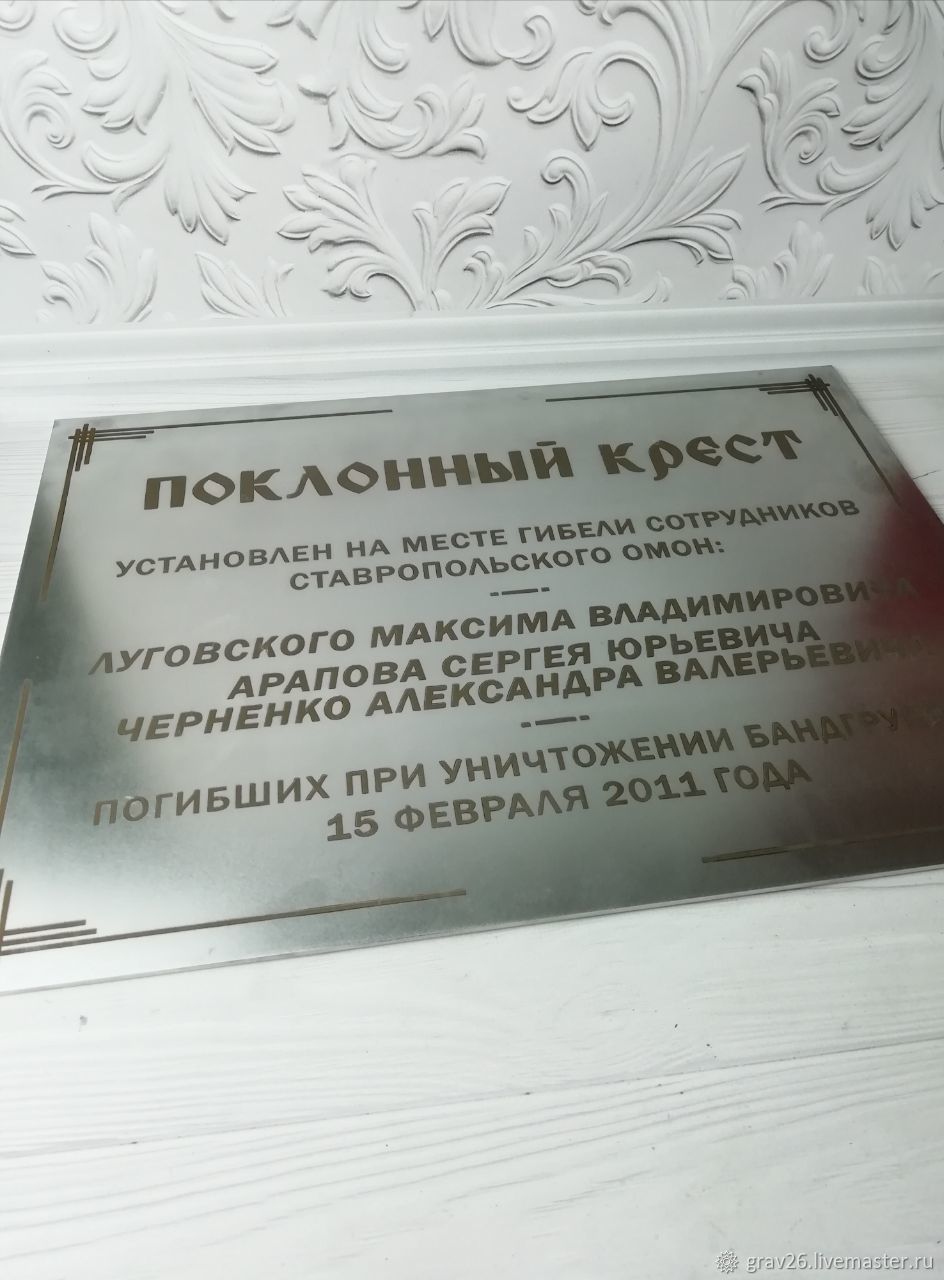 ПОКЛОННЫЙ КРЕСТ
УСТАНОВЛЕН НА МЕСТЕ ГИБЕЛИ СОТРУДНИКОВ
СТАВРОПОЛЬСКОГО ОМОН:
ЛУГОВСКОГО МАКСИМА ВЛАДИМИРОВИЧА
АРАПОВА СЕРГЕЯ ЮРЬЕВИЧА
ЧЕРНЕНКО АЛЕКСАНДРА ВАЛЕРЬЕВИЧА
ПОГИБШИХ ПРИ УНИЧТОЖЕНИИ
15 ФЕВРАЛЯ 2011 ГОДА
grav26.livemaster.ru